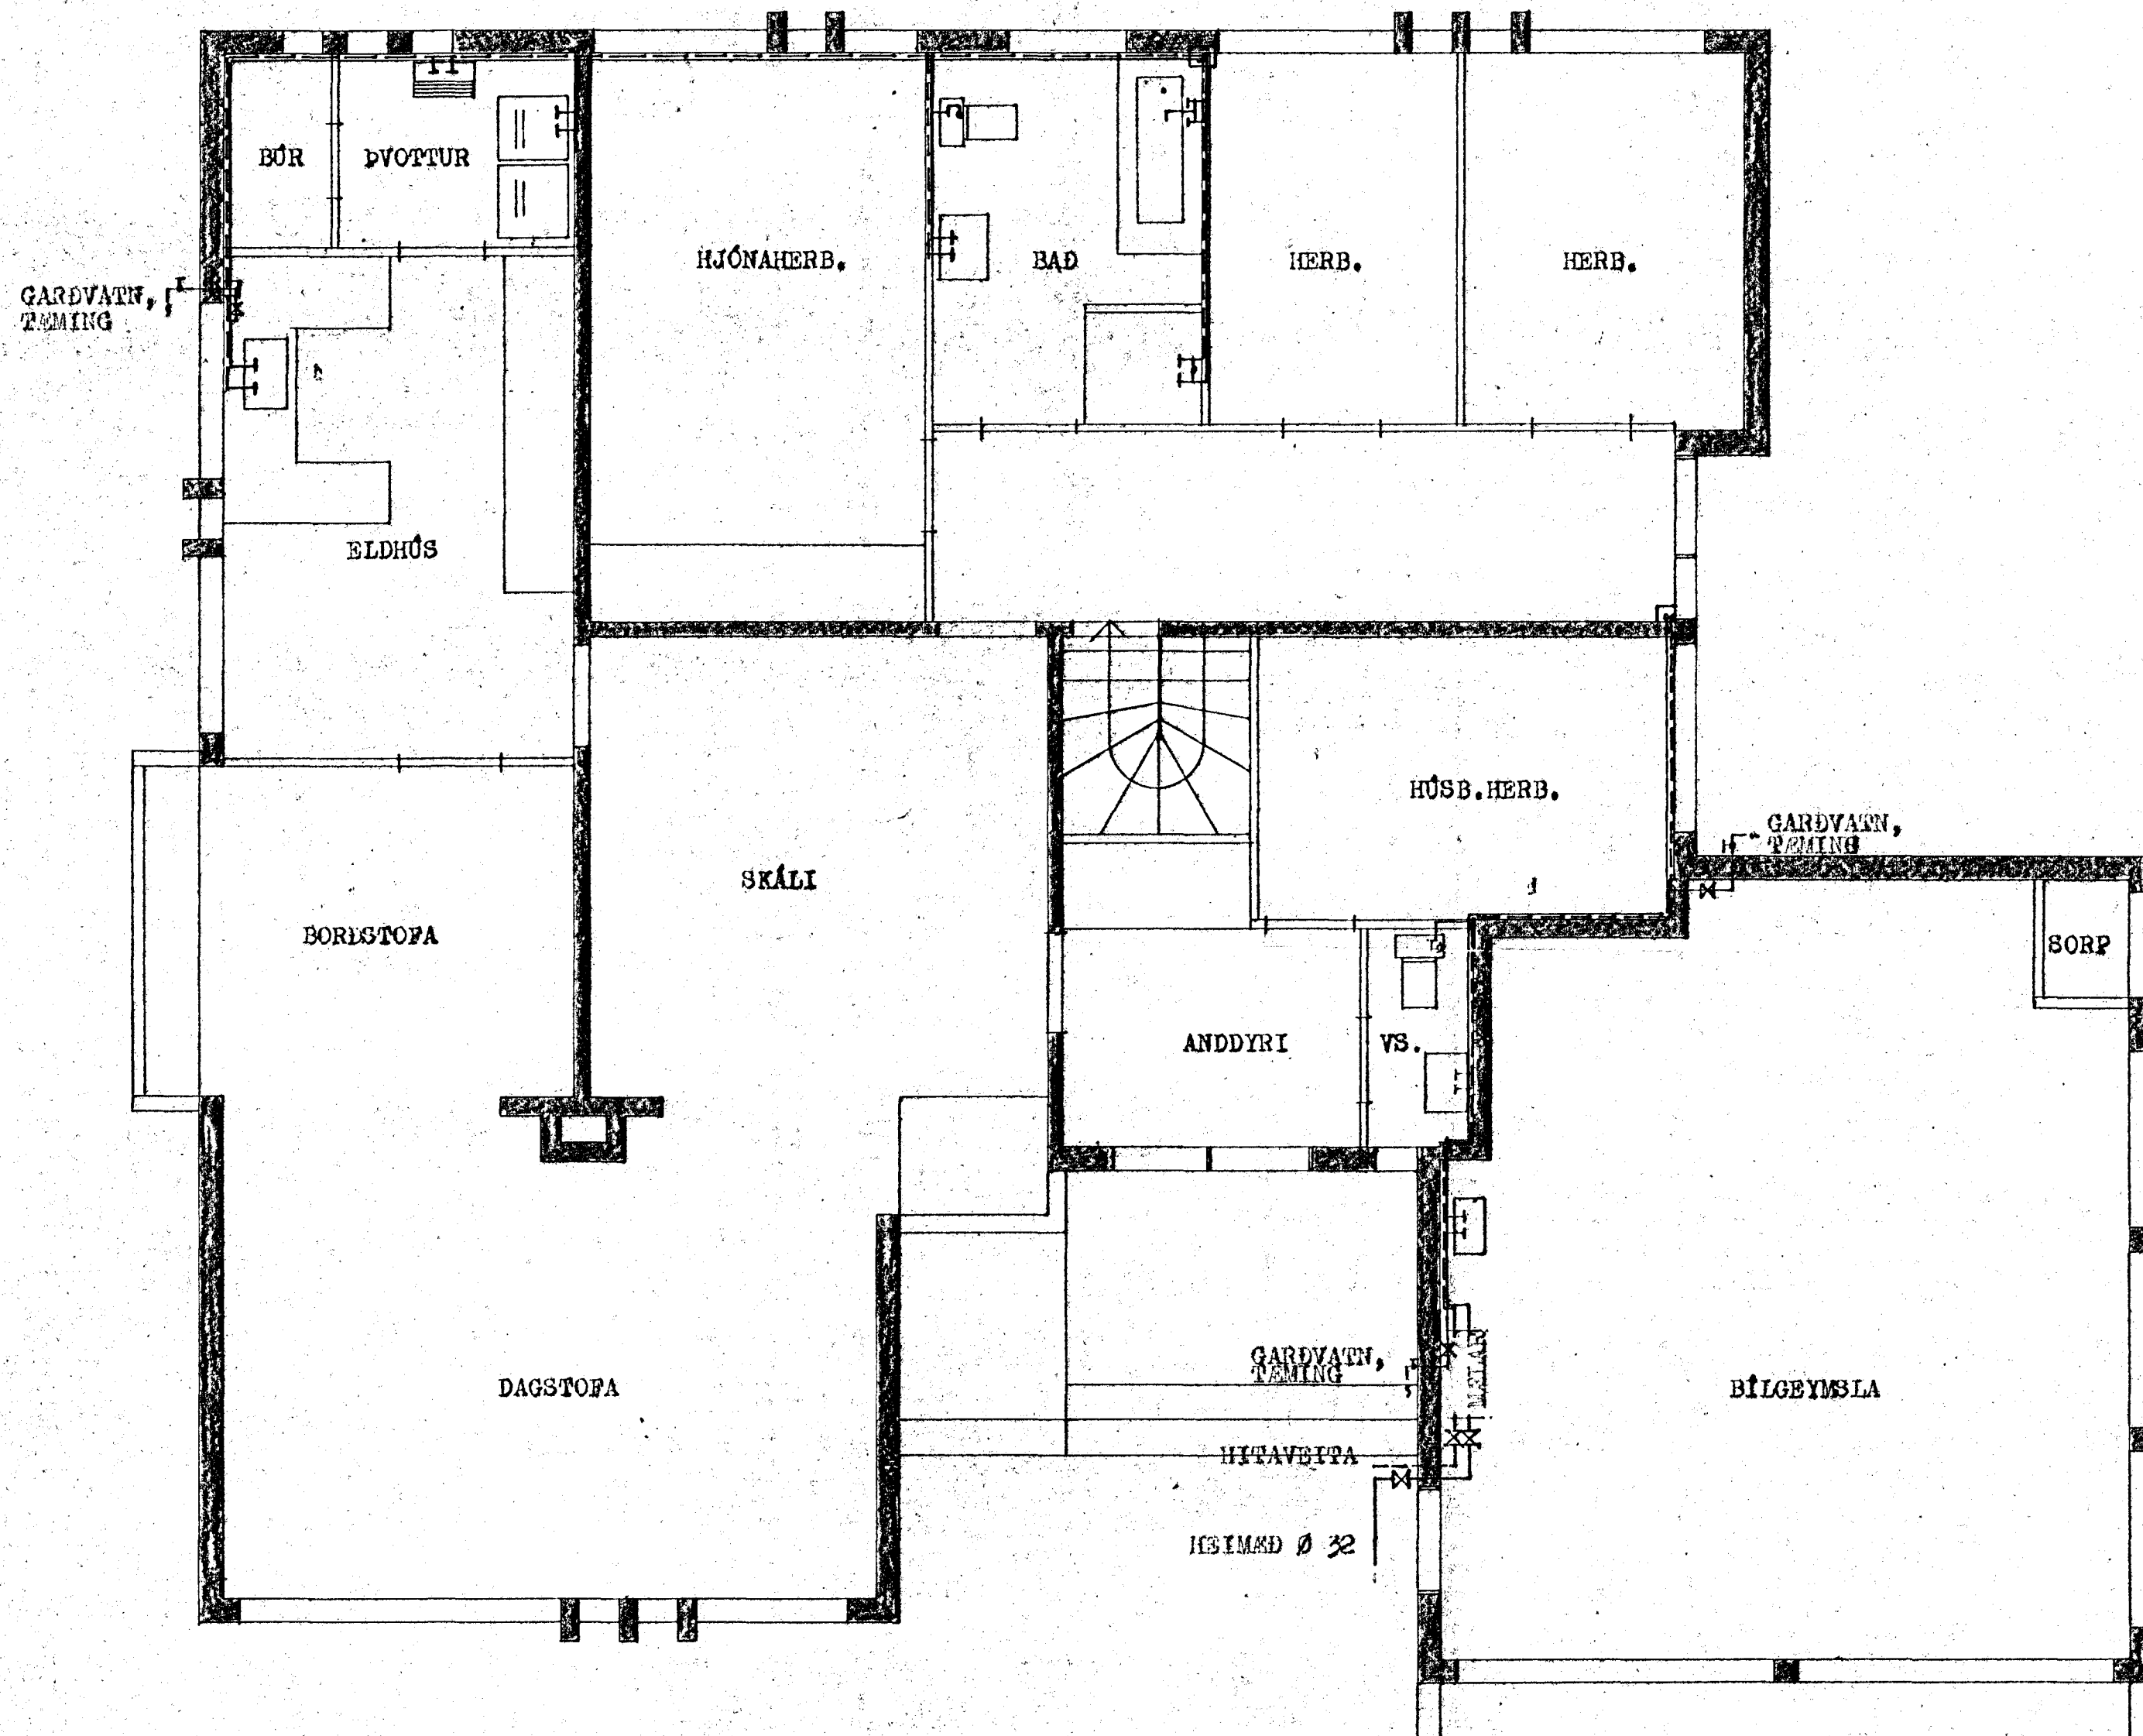 BÚR
ÞVOTTUR
HJÓNAHERB.
BAÐ
HERB.
HERB.
GARÐVATN,
TÆMING
ELDHÚS
HÚSB.HERB.
GARÐVATN,
TÆMING
SKÁLI
BORÐSTOFA
SORP
ANDDYRI
VS.
GARÐVATN,
TÆMING
MÆLAR
DAGSTOFA
BÍLGEYMSLA
HITAVEITA
HEIMÆÐ Ø 32